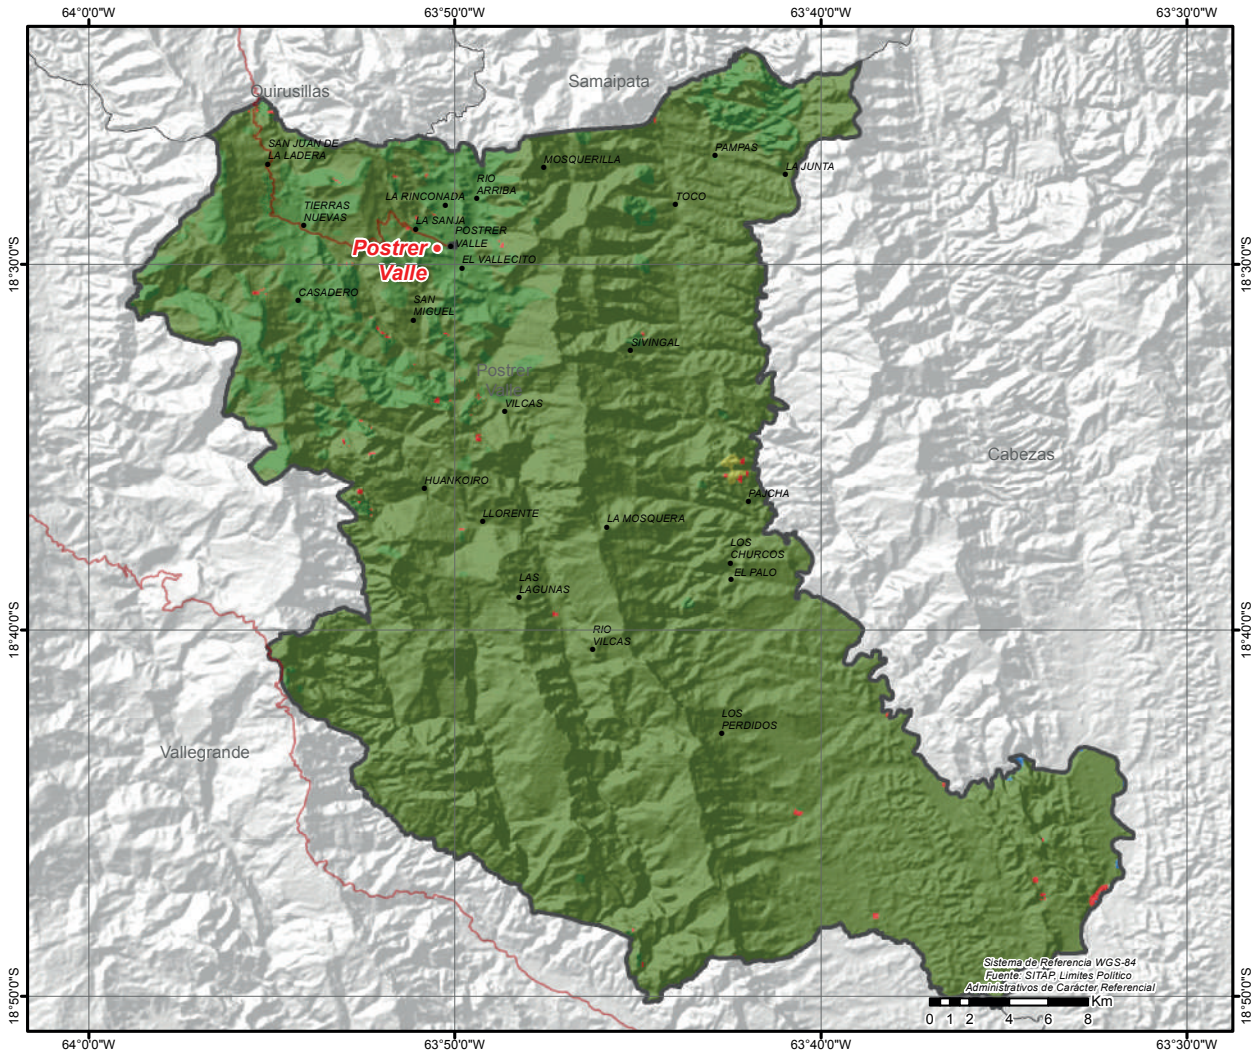 64°0'0"W
63°50'0"W
63°40'0"W
63°30'0"W
Quirusillas
Samaipata
SAN JUAN DE
LA LADERA
MOSQUERILLA
PAMPAS
LA JUNTA
RIO
ARRIBA
LA RINCONADA
TOCO
TIERRAS
NUEVAS
LA SANJA
POSTRER
VALLE
Postrer
Valle
EL VALLECITO
18°30'0"S
18°30'0"S
CASADERO
SAN
MIGUEL
SIVINGAL
Postrer
Valle
VILCAS
Cabezas
HUANKOIRO
PAJCHA
LLORENTE
LA MOSQUERA
LOS
CHURCOS
EL PALO
LAS
LAGUNAS
18°40'0"S
18°40'0"S
RIO
VILCAS
LOS
PERDIDOS
Vallegrande
Sistema de Referencia WGS-84
Fuente: SITAP, Limites Político
Administrativos de Carácter Referencial
18°50'0"S
18°50'0"S
Km
0 1 2 4 6 8
64°0'0"W
63°50'0"W
63°40'0"W
63°30'0"W